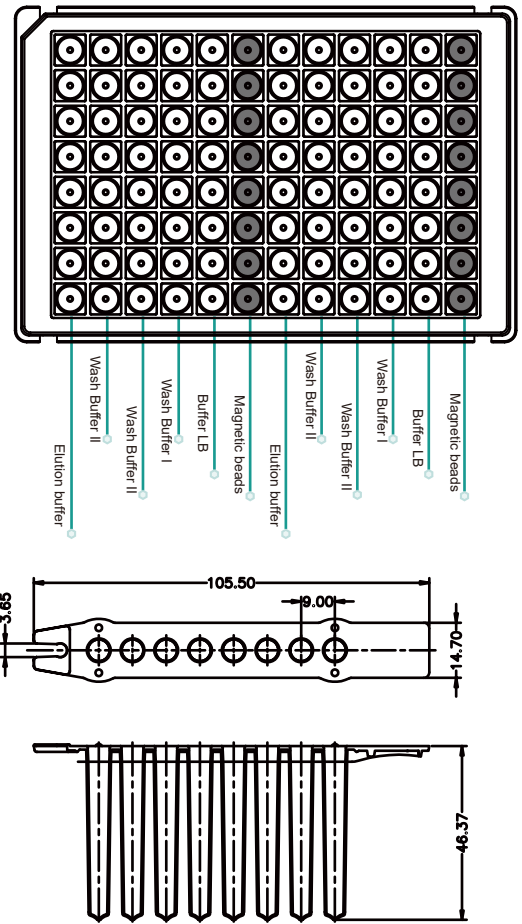 Magnetic beads
Buffer LB
Wash Buffer I
Wash Buffer II
Wash Buffer II
Elution buffer
Magnetic beads
Buffer LB
Wash Buffer I
Wash Buffer II
Wash Buffer II
Elution buffer
105.50
9.00
3.65
14.70
46.37